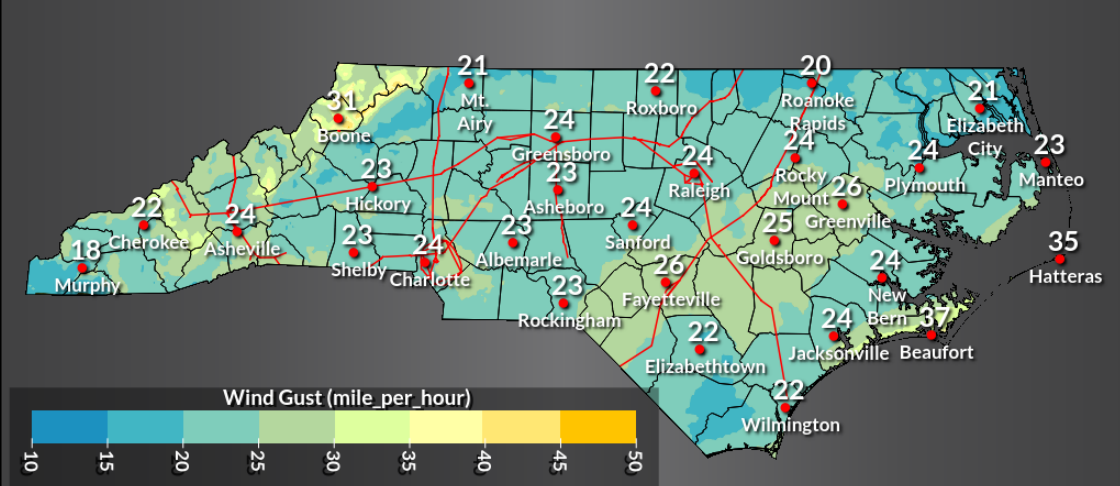 21
Mt.
Airy
22
Roxboro
20
Roanoke
Rapids
21
Elizabeth
City
31
Boone
24
Greensboro
24
Rocky
Mount
23
Manteo
24
Plymouth
23
Hickory
23
Asheboro
24
Raleigh
26
Greenville
22
Cherokee
24
Asheville
23
Shelby
24
Charlotte
23
Albemarle
24
Sanford
25
Goldsboro
35
Hatteras
18
Murphy
26
Fayetteville
24
New
Bern
23
Rockingham
22
Elizabethtown
24
Jacksonville
37
Beaufort
22
Wilmington
Wind Gust (mile_per_hour)
10
15
20
25
30
35
40
45
50